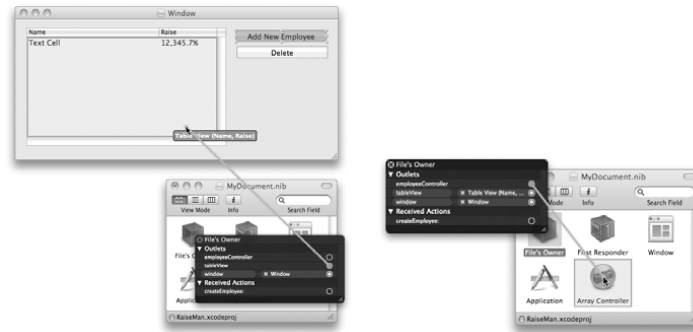 Window
Name Raise
Text Cell 12,345.7%
Add New Employee
Delete
Table View (Name, Raise)
MyDocument.nib
View Mode Info Search Field
File's O
File's Owner
Outlets
employeeController
tableView
window Window
Received Actions
createEmployee:
Applicat
RaiseMan.xcodeproj
File's Owner
Outlets
employeeController
tableView Table View (Name, ...
window Window
Received Actions
createEmployee:
MyDocument.nib
Info Search Field
File's Owner First Responder Window
Application Array Controller
RaiseMan.xcodeproj